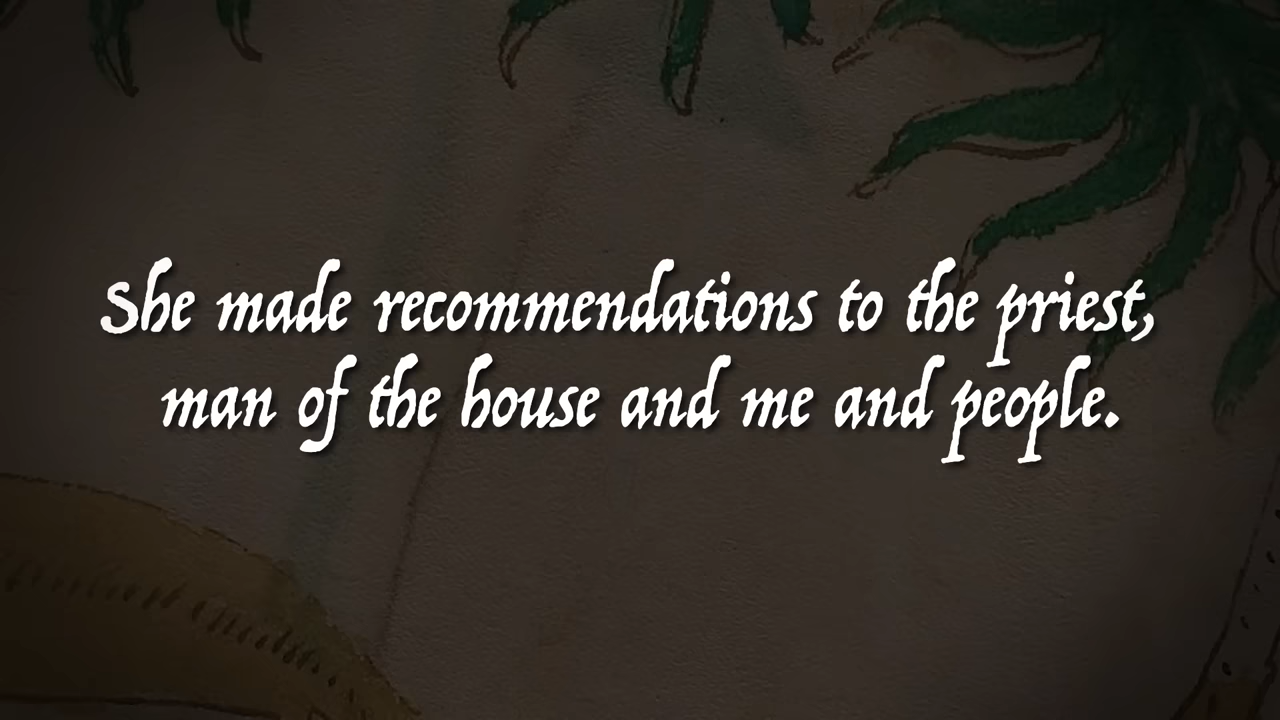 She made recommendations to the priest,
man of the house and me and people.